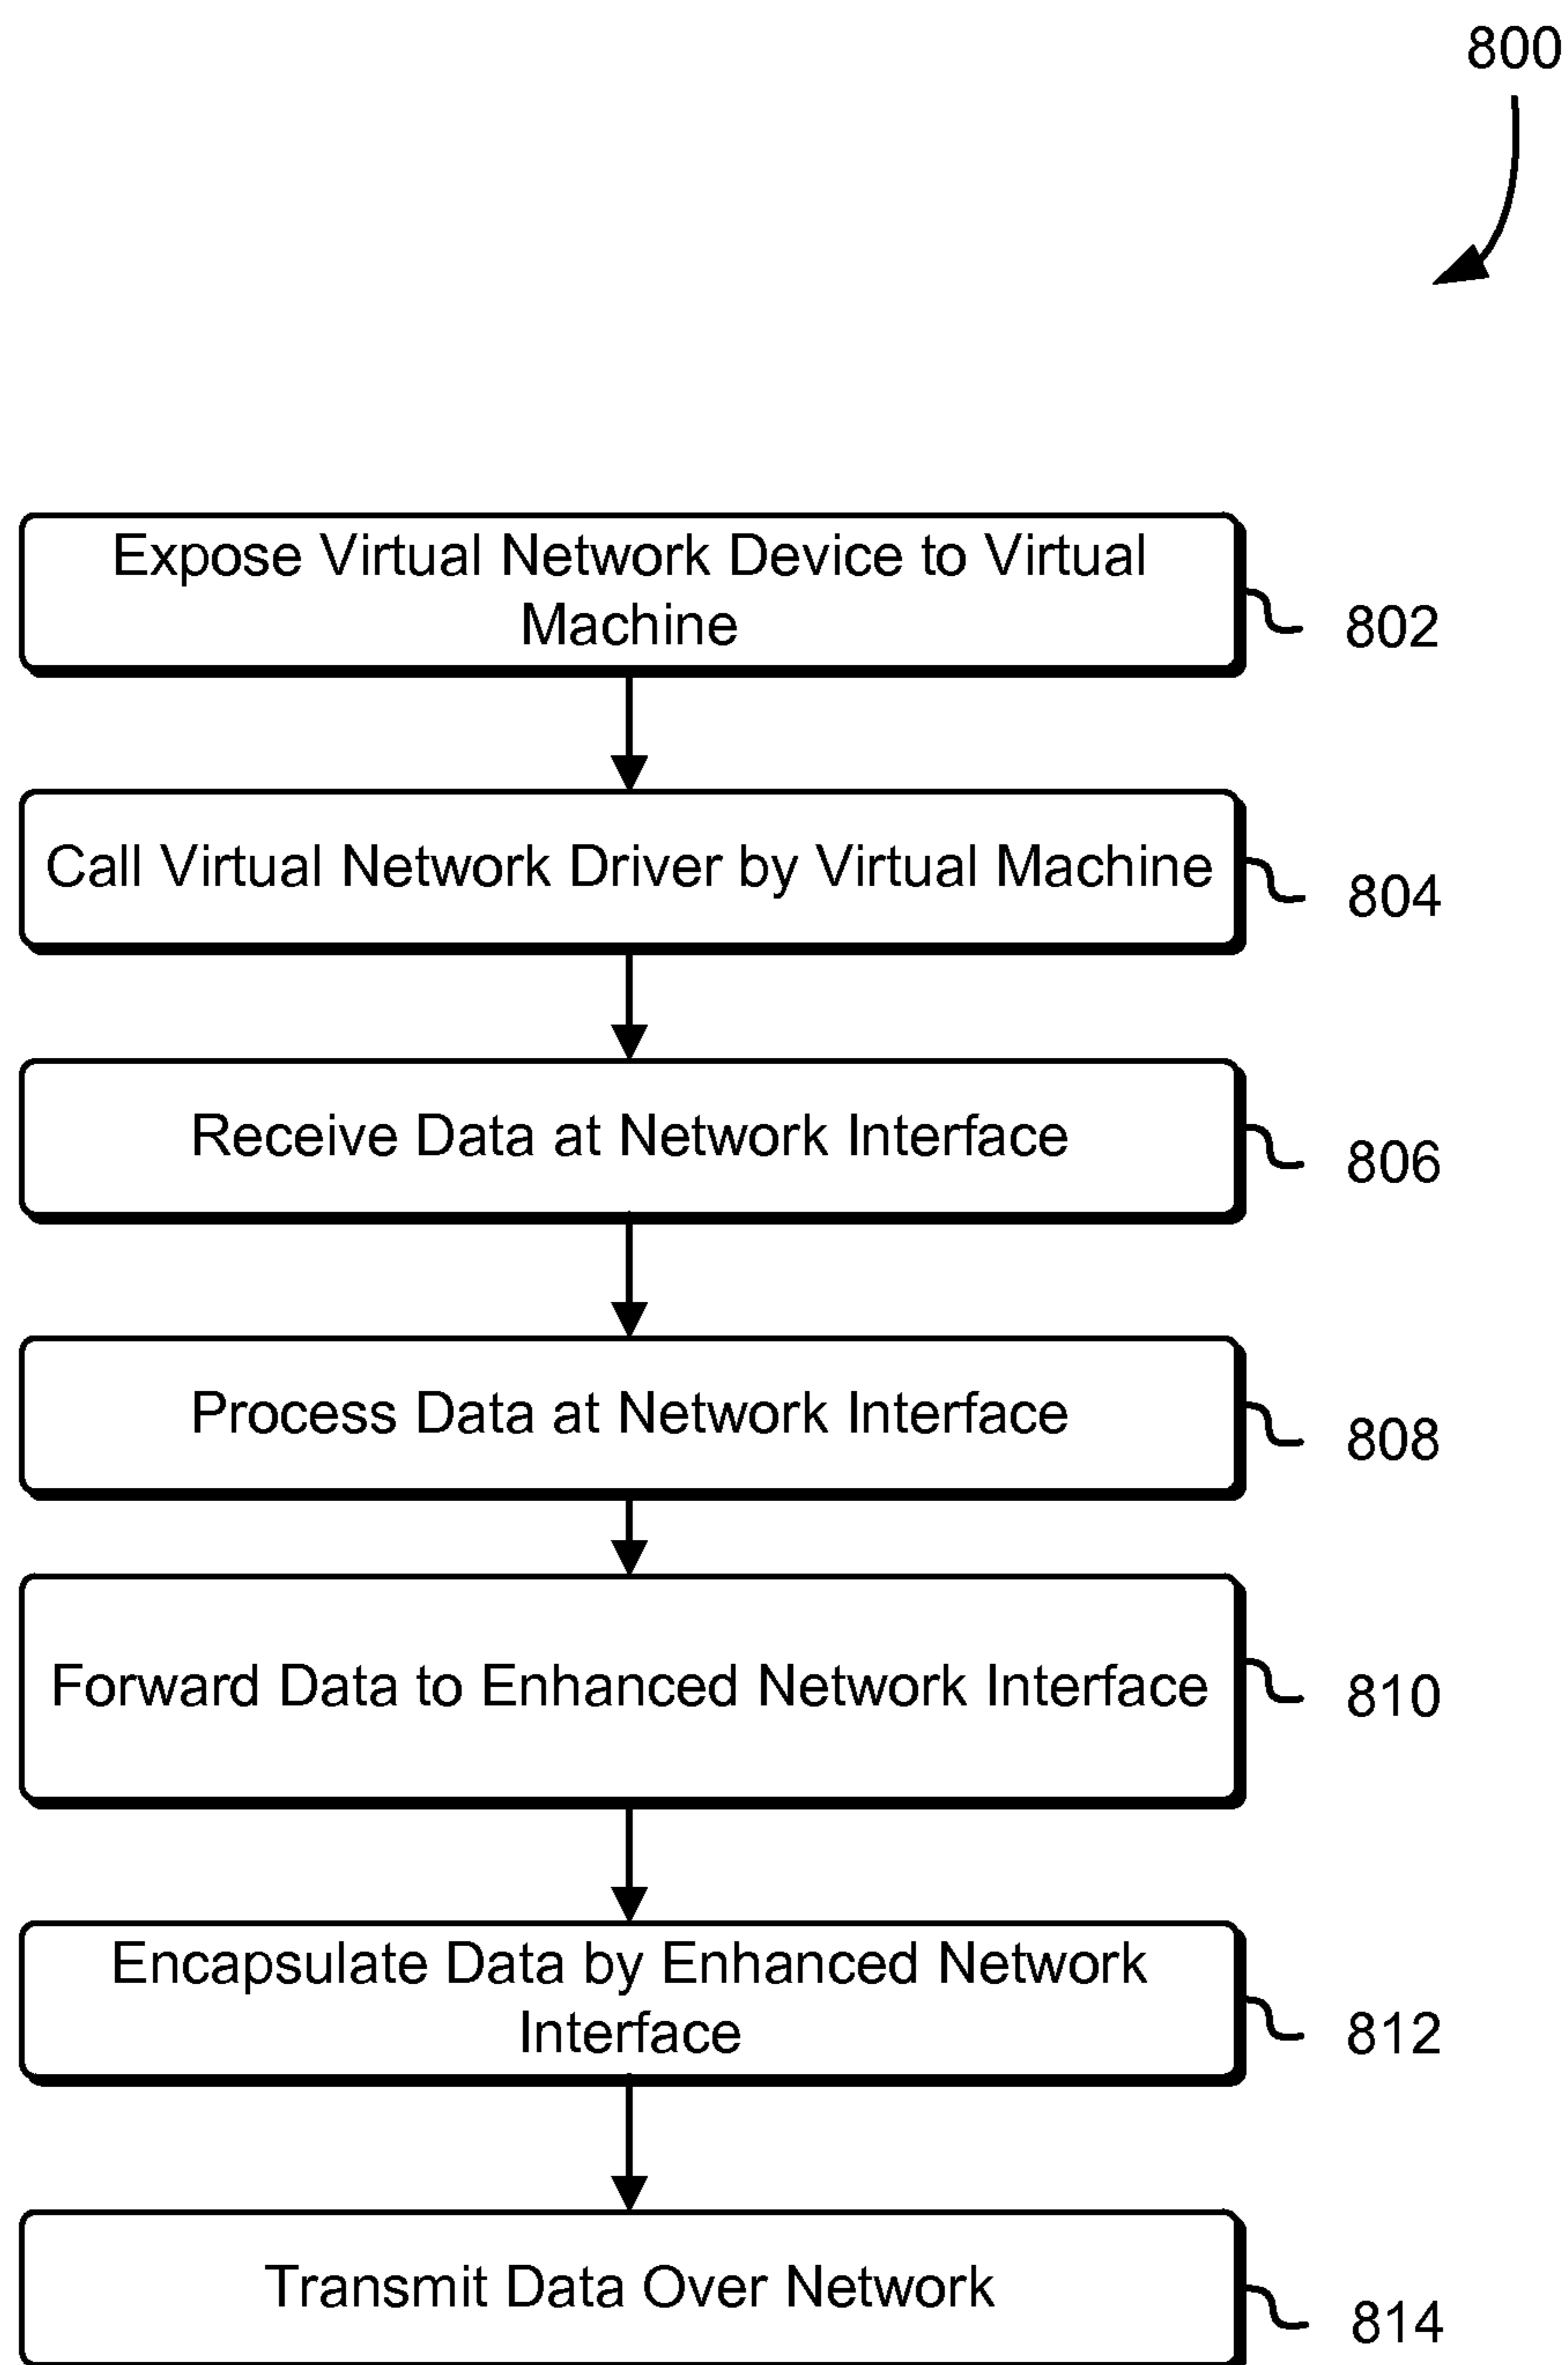 800
Expose Virtual Network Device to Virtual
Machine
802
Call Virtual Network Driver by Virtual Machine
804
Receive Data at Network Interface
806
Process Data at Network Interface
808
Forward Data to Enhanced Network Interface
810
Encapsulate Data by Enhanced Network
Interface
812
Transmit Data Over Network
814